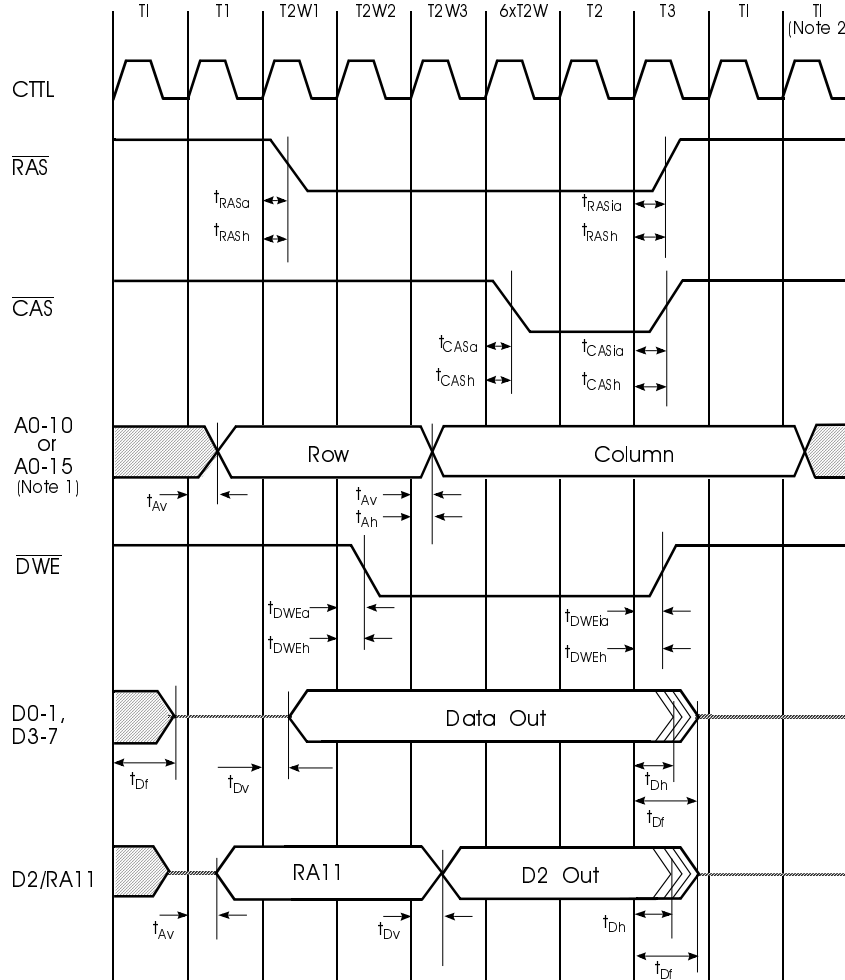 TI T1 T2W1 T2W2 T2W3 6xT2W T2 T3 TI TI
(Note 2
CTTL
RAS
tRASa tRASia
tRASh tRASh
CAS
tCASa tCASia
tCASh tCASh
A0-10
or
A0-15
(Note 1)
Row Column
tAv tAv
tAh
DWE
tDWEa tDWEia
tDWEh tDWEh
D0-1,
D3-7
Data Out
tDf tDv tDh
tDf
D2/RA11
RA11 D2 Out
tAv tDv tDh
tDf